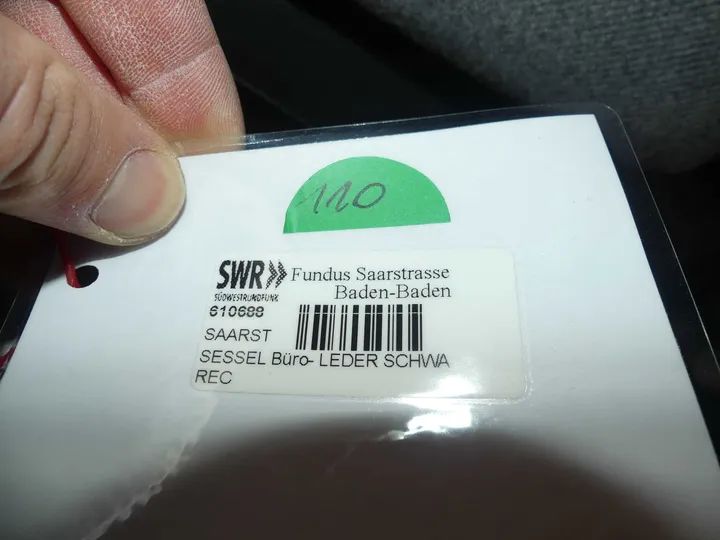 110
SWR» Fundus Saarstrasse
SÜDWESTRUNDFUNK Baden-Baden
610688
SAARST
SESSEL Büro- LEDER SCHWA
REC